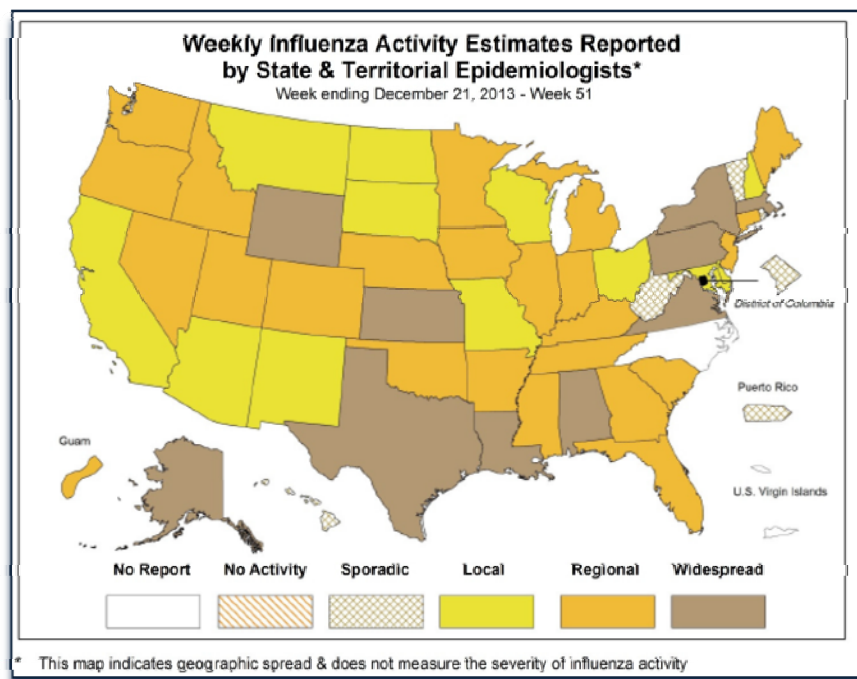 Weekly Influenza Activity Estimates Reported
by State & Territorial Epidemiologists*
Week ending December 21, 2013 - Week 51
District of Columbia
Puerto Rico
Guam
U.S. Virgin Islands
No Report No Activity Sporadic Local Regional Widespread
* This map indicates geographic spread & does not measure the severity of influenza activity